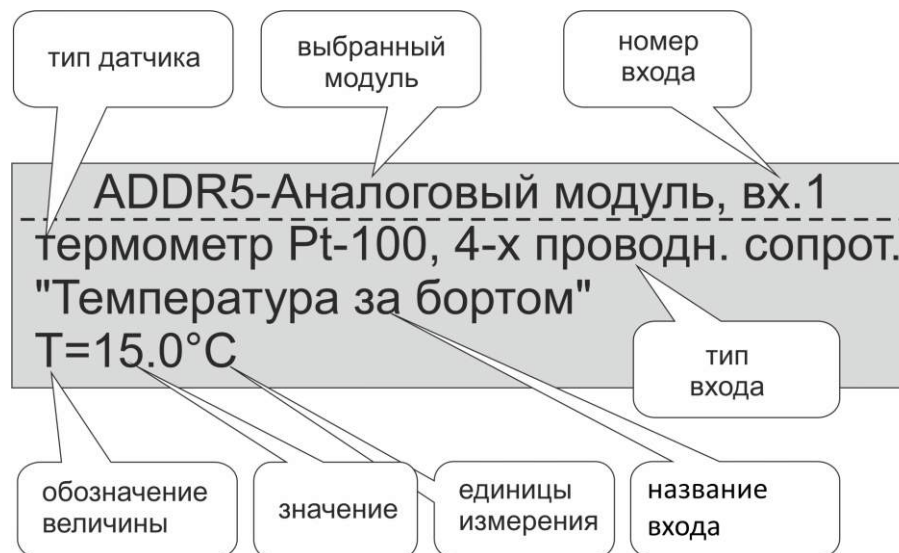 тип датчика
выбранный
модуль
номер
входа
ADDR5-Аналоговый модуль, вх.1
термометр Pt-100, 4-х проводн. сопрот.
"Температура за бортом"
T=15.0°C
тип
входа
обозначение
величины
значение
единицы
измерения
название
входа